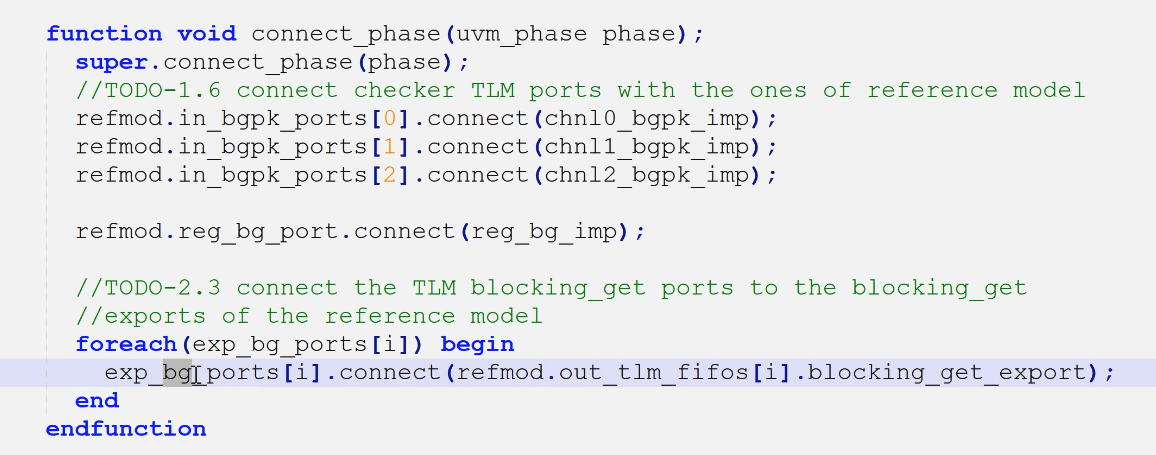 function void connect_phase(uvm_phase phase);
super.connect_phase(phase);
//TODO-1.6 connect checker TLM ports with the ones of reference model
refmod.in_bgpk_ports[0].connect(chnl0_bgpk_imp);
refmod.in_bgpk_ports[1].connect(chnl1_bgpk_imp);
refmod.in_bgpk_ports[2].connect(chnl2_bgpk_imp);
refmod.reg_bg_port.connect(reg_bg_imp);
//TODO-2.3 connect the TLM blocking_get ports to the blocking_get
//exports of the reference model
foreach(exp_bg_ports[i]) begin
exp_bg_ports[i].connect(refmod.out_tlm_fifos[i].blocking_get_export);
end
endfunction